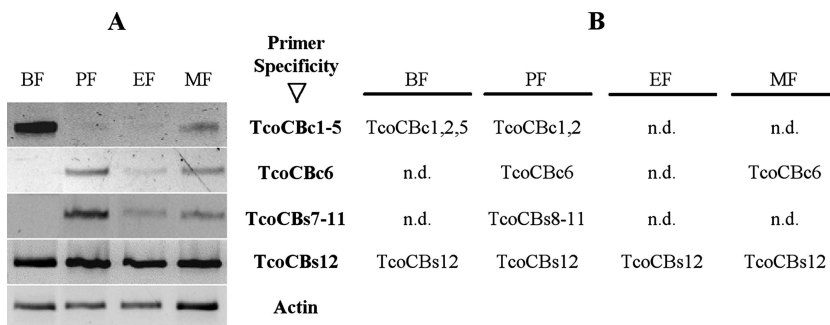 A
B
Primer
Specificity
BF PF EF MF
BF PF EF MF
TcoCBc1-5 TcoCBc1,2,5 TcoCBc1,2 n.d. n.d.
TcoCBc6 n.d. TcoCBc6 n.d. TcoCBc6
TcoCBs7-11 n.d. TcoCBs8-11 n.d. n.d.
TcoCBs12 TcoCBs12 TcoCBs12 TcoCBs12 TcoCBs12
Actin